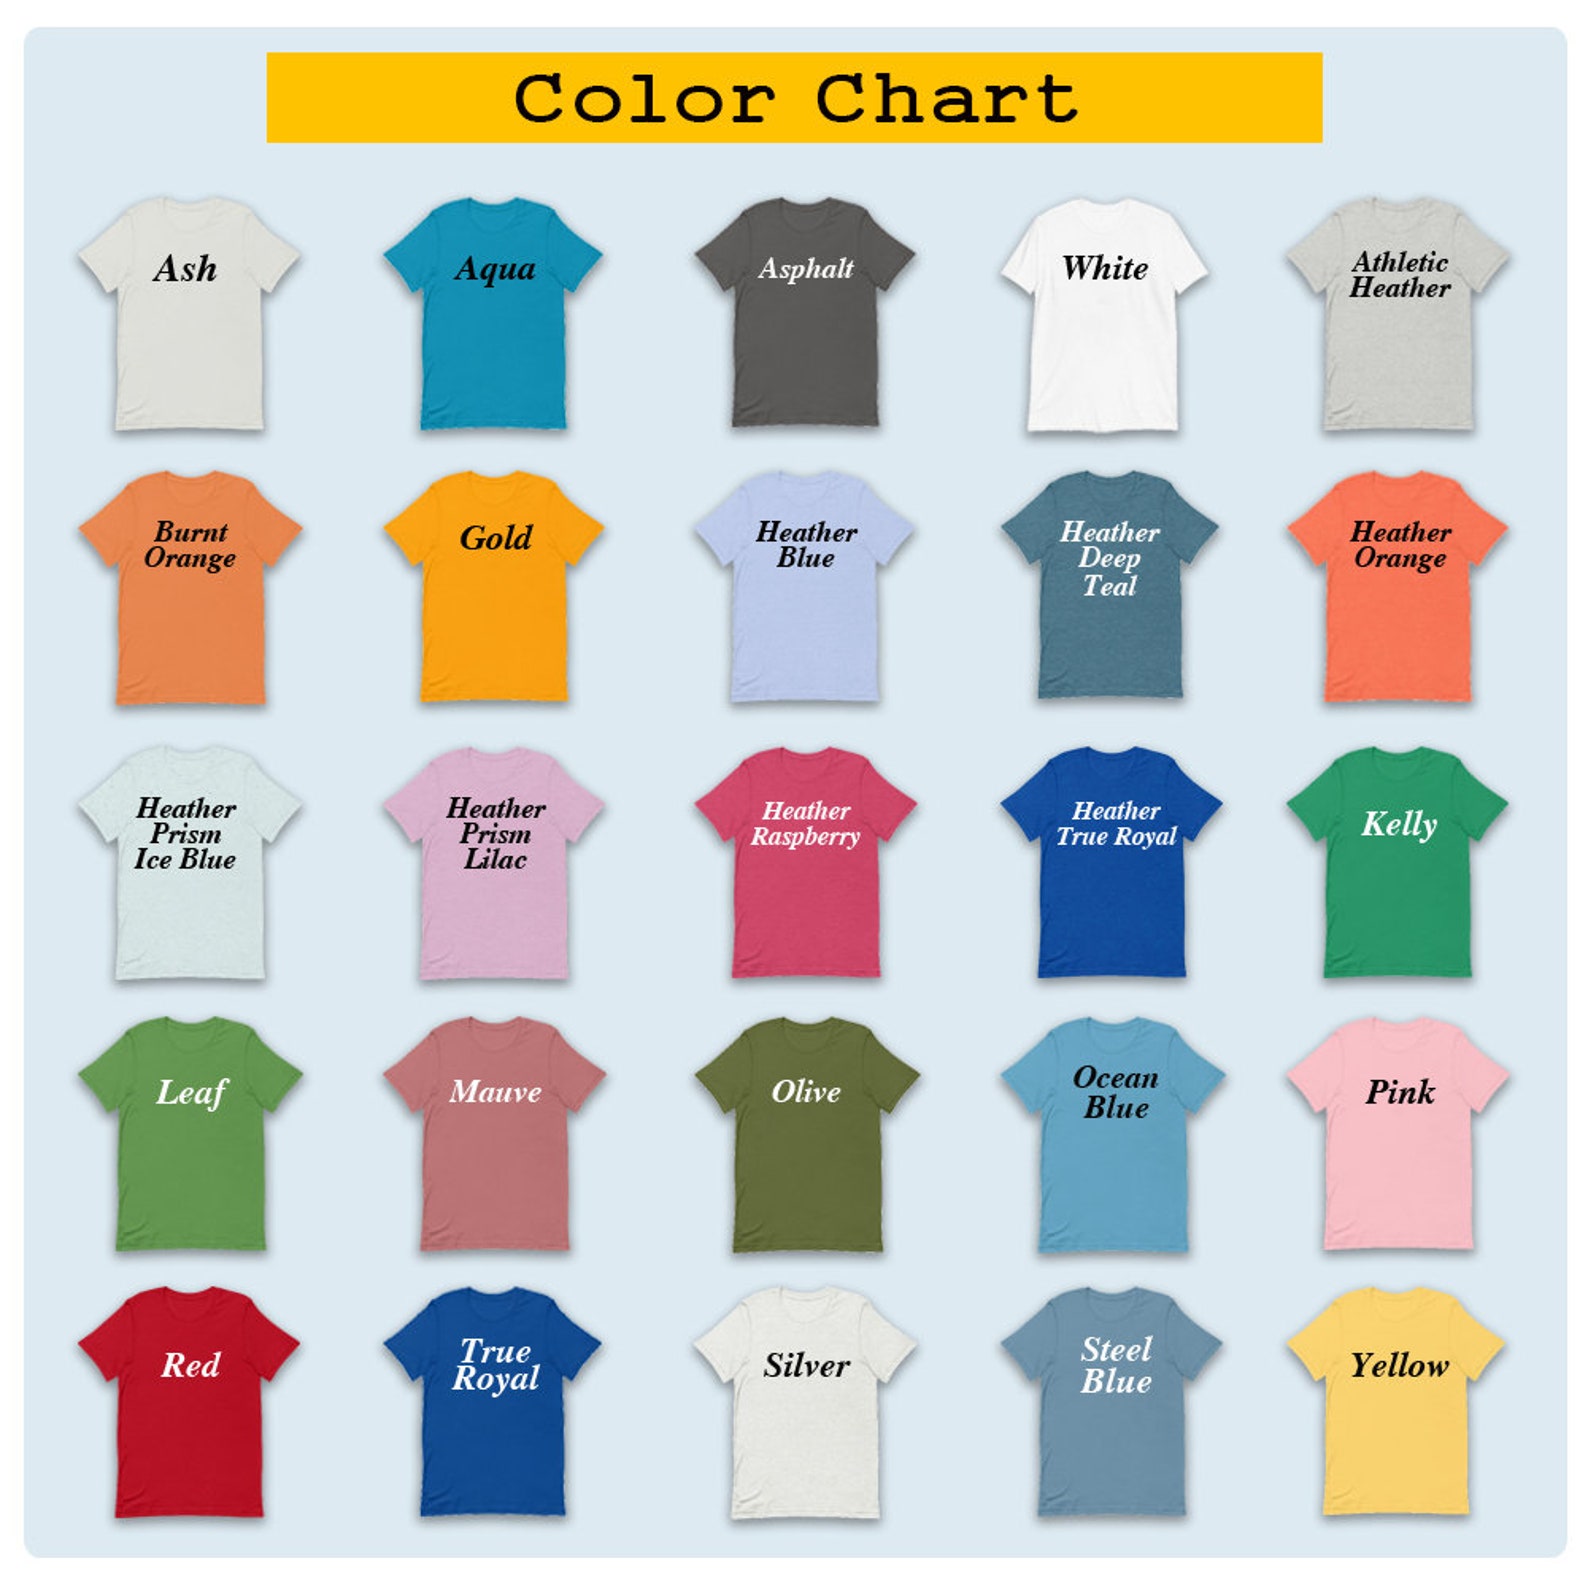 Color Chart
Ash
Aqua
Asphalt
White
Athletic
Heather
Burnt
Orange
Gold
Heather
Blue
Heather
Deep
Teal
Heather
Orange
Heather
Prism
Ice Blue
Heather
Prism
Lilac
Heather
Raspberry
Heather
True Royal
Kelly
Leaf
Mauve
Olive
Ocean
Blue
Pink
Red
True
Royal
Silver
Steel
Blue
Yellow